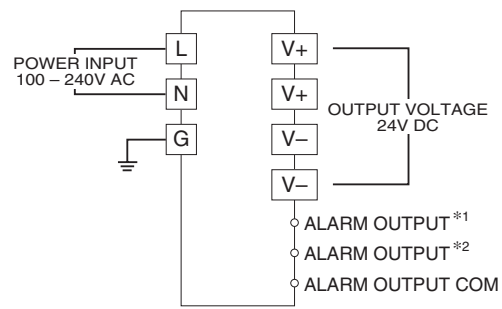 POWER INPUT
100 – 240V AC
L
N
G
V+
V+
V–
V–
OUTPUT VOLTAGE
24V DC
ALARM OUTPUT *1
ALARM OUTPUT *2
ALARM OUTPUT COM